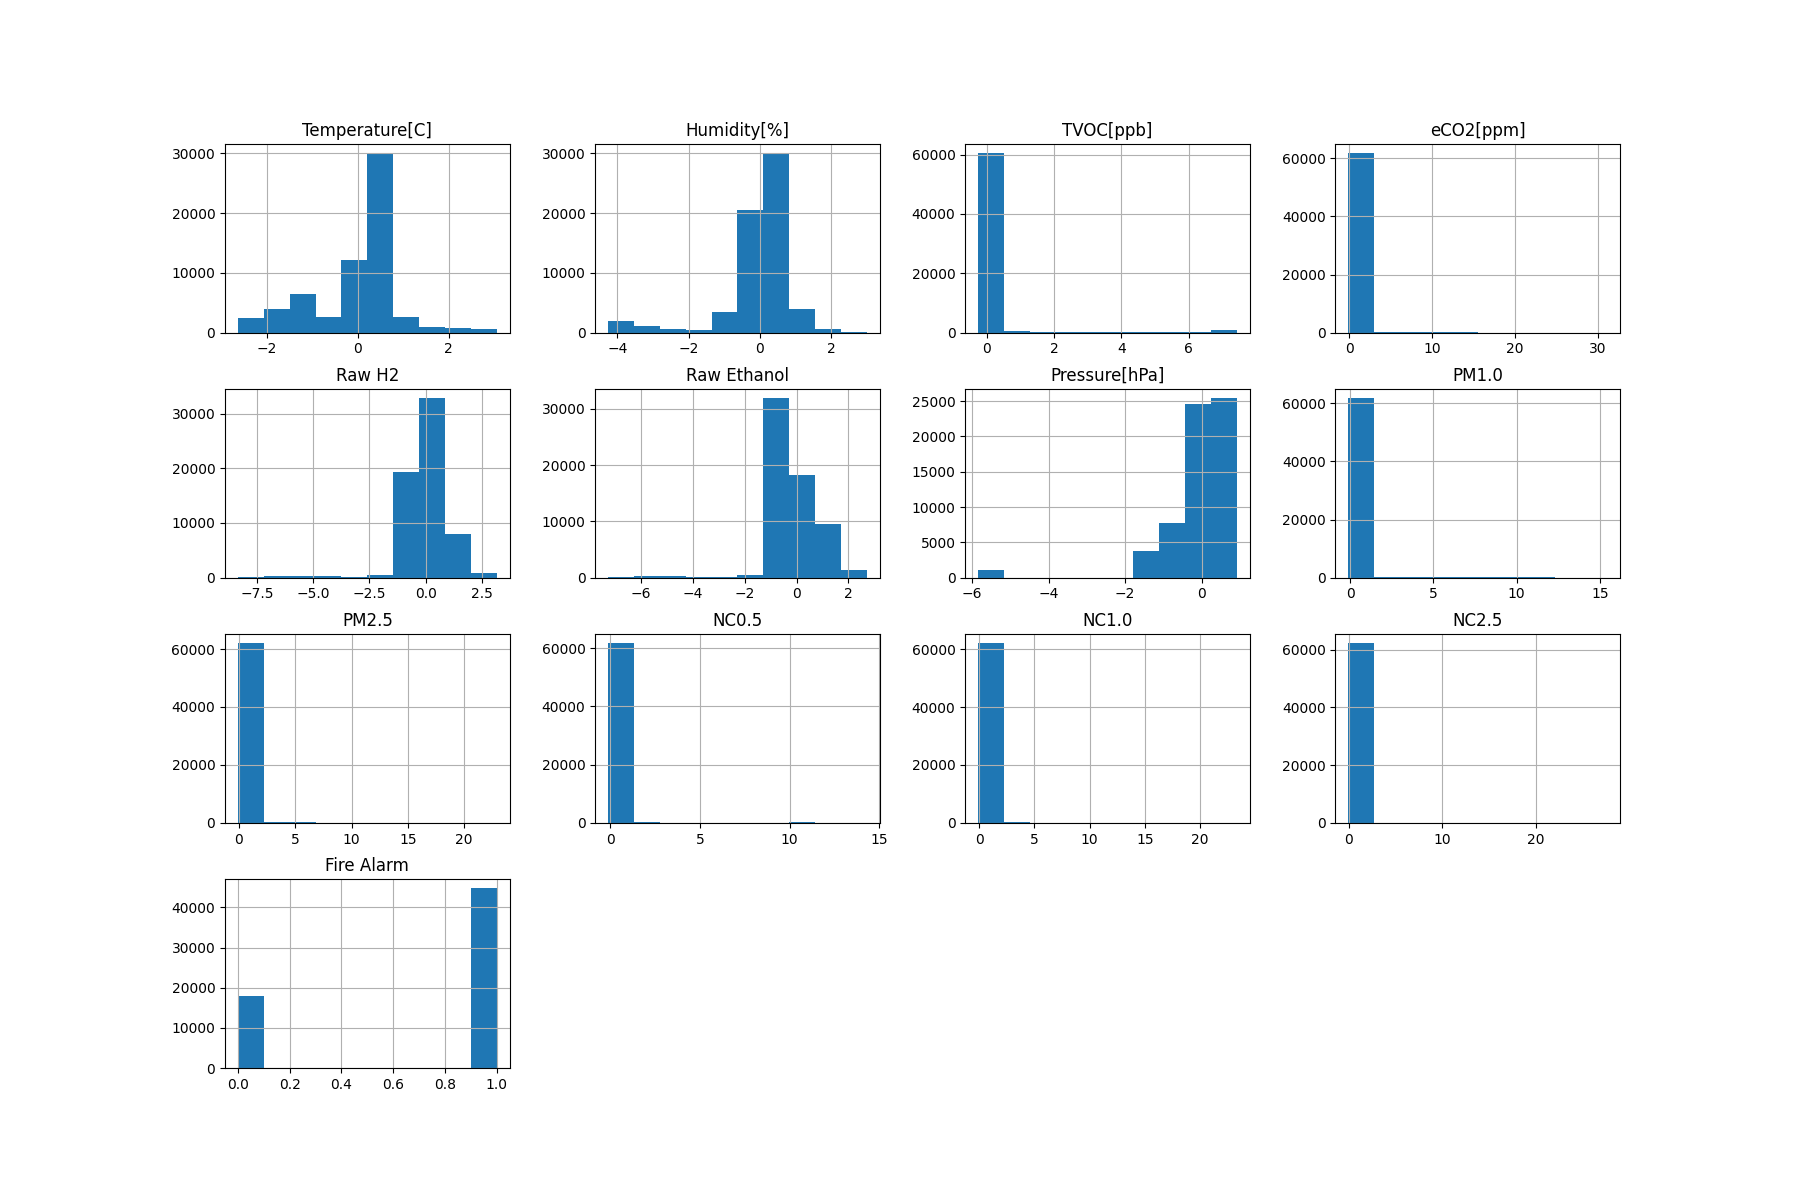 Temperature[C] Humidity[%] TVOC[ppb] eCO2[ppm]
30000 30000 60000 60000
20000 20000 40000 40000
10000 10000 20000 20000
0 0 0 0
−2 0 2 −4 −2 0 2 0 2 4 6 0 10 20 30
Raw H2 Raw Ethanol Pressure[hPa] PM1.0
30000 30000 25000 60000
20000 20000 20000 40000
15000
10000 10000 10000 20000
5000
0 0 0 0
−7.5 −5.0 −2.5 0.0 2.5 −6 −4 −2 0 2 −6 −4 −2 0 0 5 10 15
PM2.5 NC0.5 NC1.0 NC2.5
60000 60000 60000 60000
40000 40000 40000 40000
20000 20000 20000 20000
0 0 0 0
0 5 10 15 20 0 5 10 15 0 5 10 15 20 0 10 20
Fire Alarm
40000
30000
20000
10000
0
0.0 0.2 0.4 0.6 0.8 1.0